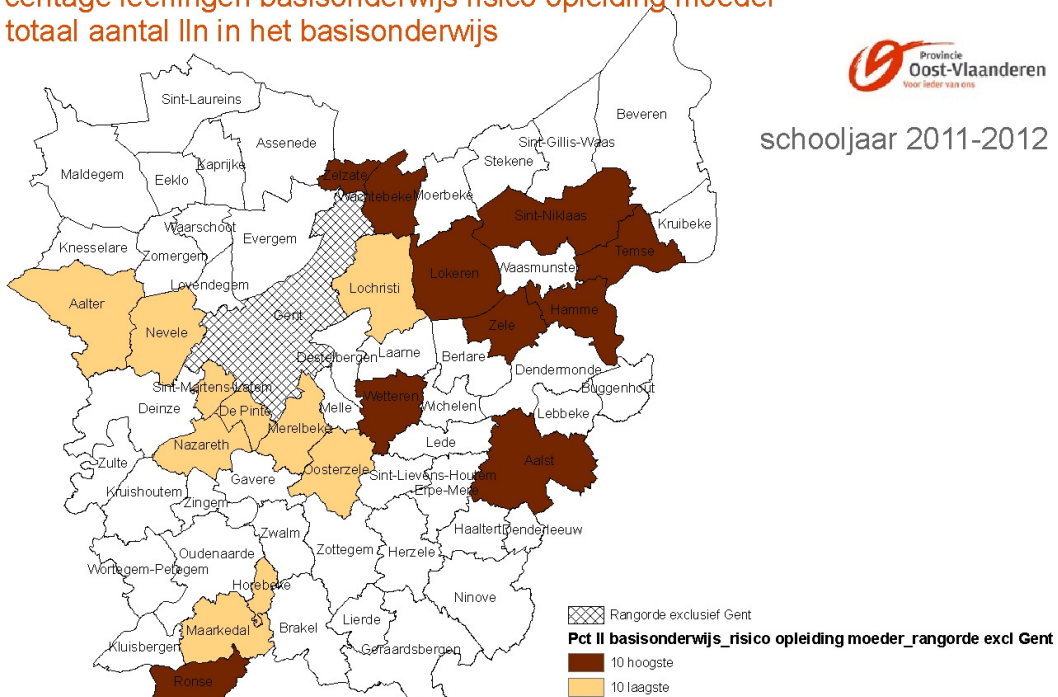 centage leerlingen basisonderwijs risico opleiding moeder
totaal aantal lln in het basisonderwijs
Provincie
Oost-Vlaanderen
Voor ieder van ons
schooljaar 2011-2012
Sint-Laureins
Beveren
Assenede
Sint-Gillis-Waas
Stekene
Kaprijke
Maldegem
Eeklo
Zelzate
Wachtebeke
Moerbeke
Sint-Niklaas
Kruibeke
Waarschoot
Evergem
Knesselare
Zomergem
Temse
Lokeren
Waasmunster
Lovendegem
Lochristi
Aalter
Hamme
Gent
Zele
Nevele
Destelbergen
Laarne
Berlare
Dendermonde
Sint-Martens-Latem
Buggenhout
Wetteren
Deinze
De Pinte
Melle
Wichelen
Lebbeke
Merelbeke
Nazareth
Lede
Aalst
Zulte
Oosterzele
Gavere
Sint-Lievens-Houtem
Kruishoutem
Erpe-Mere
Zingem
Haaltert
Denderleeuw
Zwalm
Oudenaarde
Zottegem
Herzele
Wortegem-Petegem
Horebeke
Ninove
Lierde
Maarkedal
Brakel
Kluisbergen
Geraardsbergen
Ronse
Rangorde exclusief Gent
Pct ll basisonderwijs_risico opleiding moeder_rangorde excl Gent
10 hoogste
10 laagste